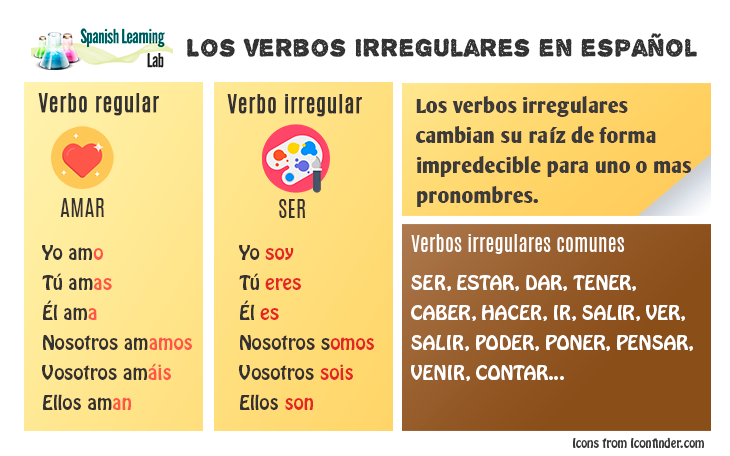 Spanish Learning
Lab
LOS VERBOS IRREGULARES EN ESPAÑOL
Verbo regular
AMAR
Yo amo
Tú amas
Él ama
Nosotros amamos
Vosotros amáis
Ellos aman
Verbo irregular
SER
Yo soy
Tú eres
Él es
Nosotros somos
Vosotros sois
Ellos son
Los verbos irregulares
cambian su raíz de forma
impredecible para uno o mas
pronombres.
Verbos irregulares comunes
SER, ESTAR, DAR, TENER,
CABER, HACER, IR, SALIR, VER,
SALIR, PODER, PONER, PENSAR,
VENIR, CONTAR...
Icons from Iconfinder.com